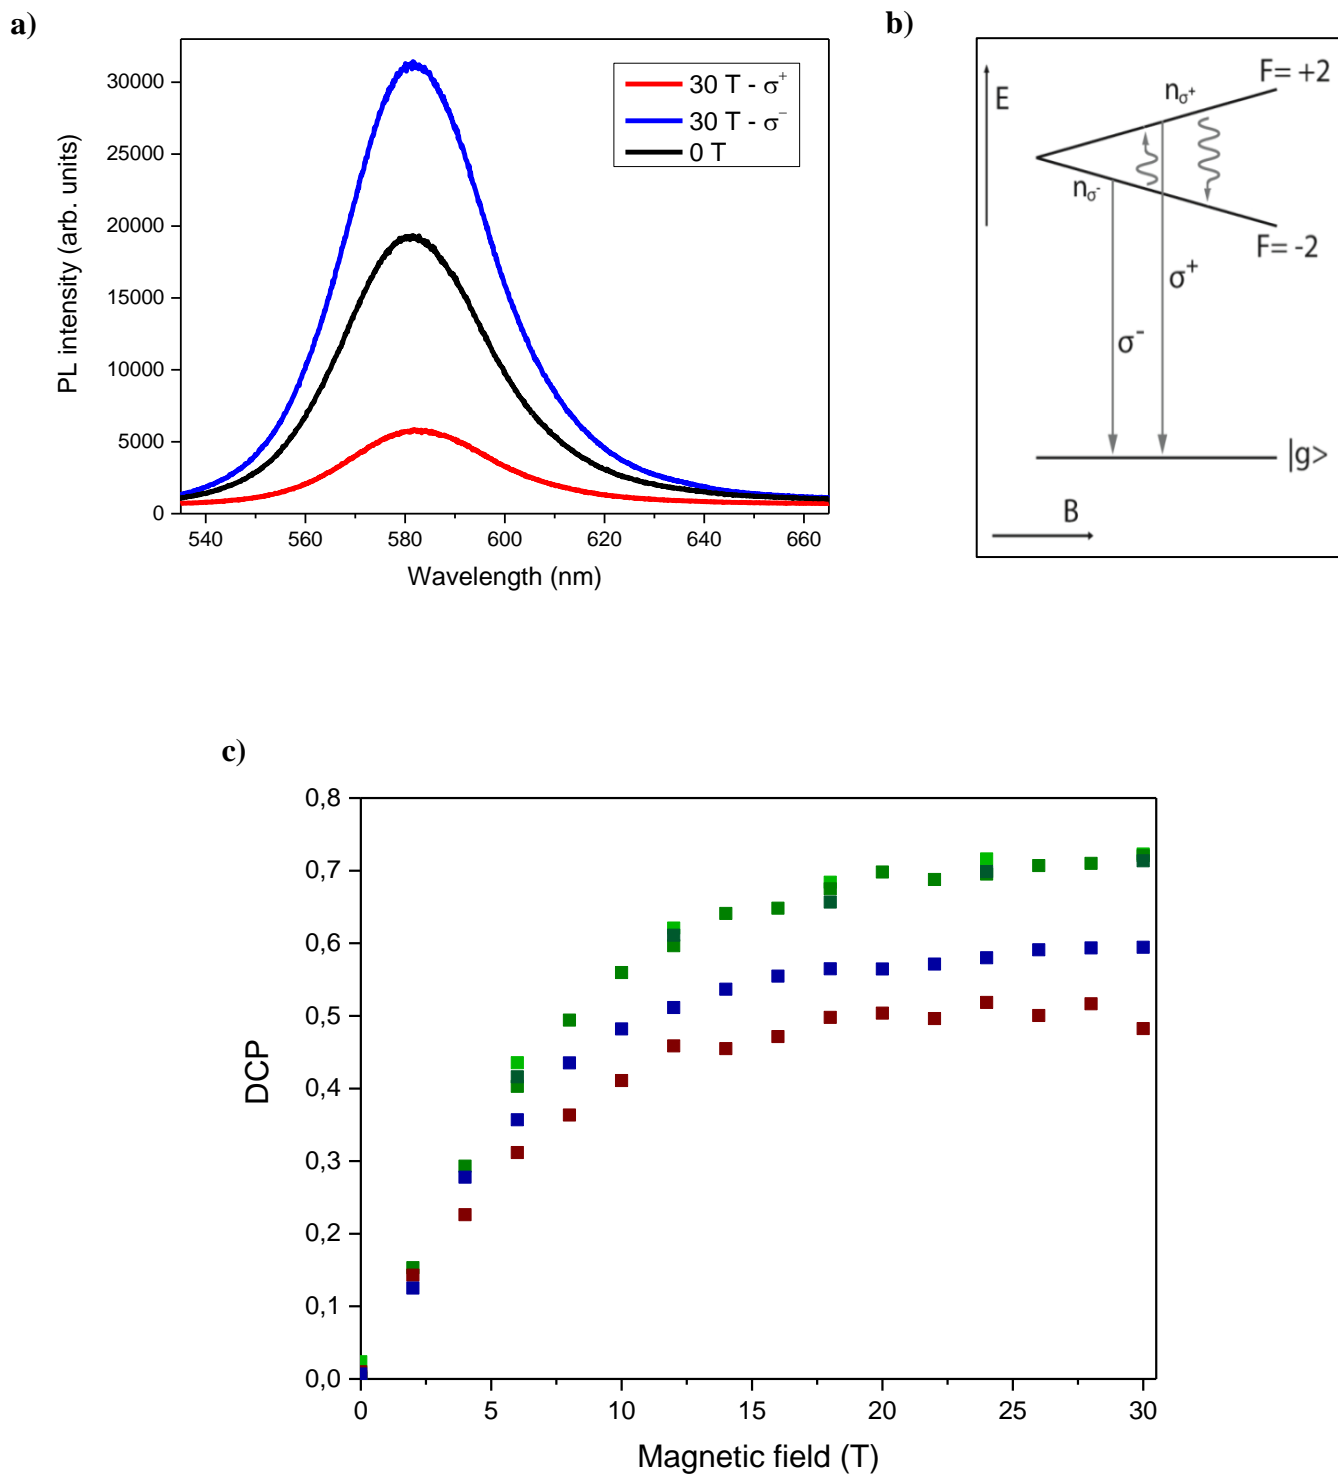 a)
30000
25000
20000
15000
10000
5000
0
PL intensity (arb. units)
30 T - σ⁺
30 T - σ⁻
0 T
540
560
580
600
620
640
660
Wavelength (nm)
b)
E
F= +2
nσ⁺
nσ⁻
F= -2
σ⁺
σ⁻
|g>
B
c)
0,8
0,7
0,6
0,5
0,4
0,3
0,2
0,1
0,0
DCP
0
5
10
15
20
25
30
Magnetic field (T)